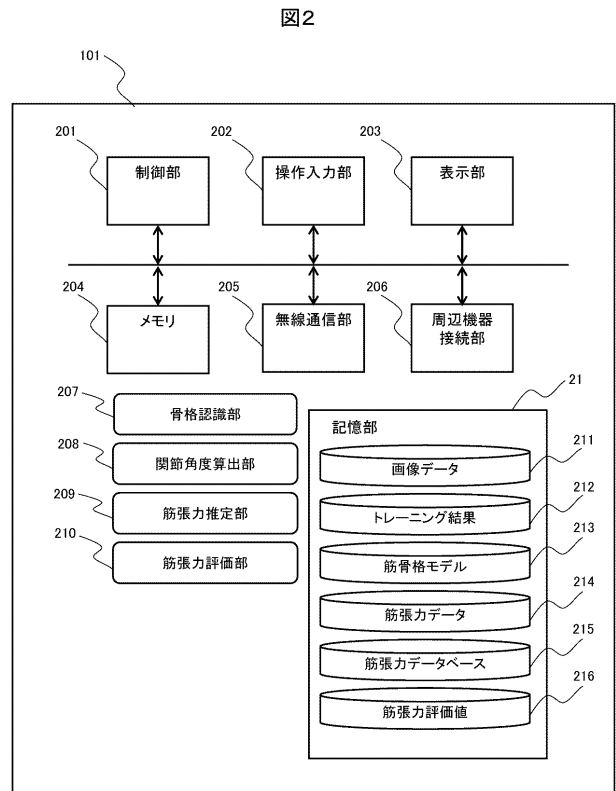 図2
101
201
202
203
制御部
操作入力部
表示部
204
205
206
メモリ
無線通信部
周辺機器
接続部
207
骨格認識部
208
関節角度算出部
209
筋張力推定部
210
筋張力評価部
21
記憶部
画像データ
211
トレーニング結果
212
筋骨格モデル
213
筋張力データ
214
筋張力データベース
215
筋張力評価値
216